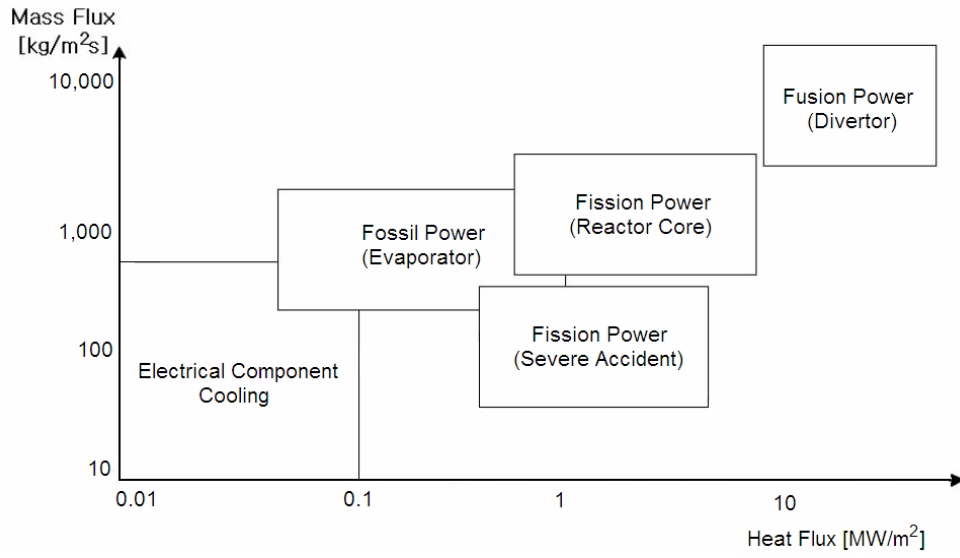 Mass Flux
[kg/m²s]
10,000
Fusion Power
(Divertor)
Fission Power
(Reactor Core)
1,000
Fossil Power
(Evaporator)
Fission Power
(Severe Accident)
100
Electrical Component
Cooling
10
0.01
0.1
1
10
Heat Flux [MW/m²]